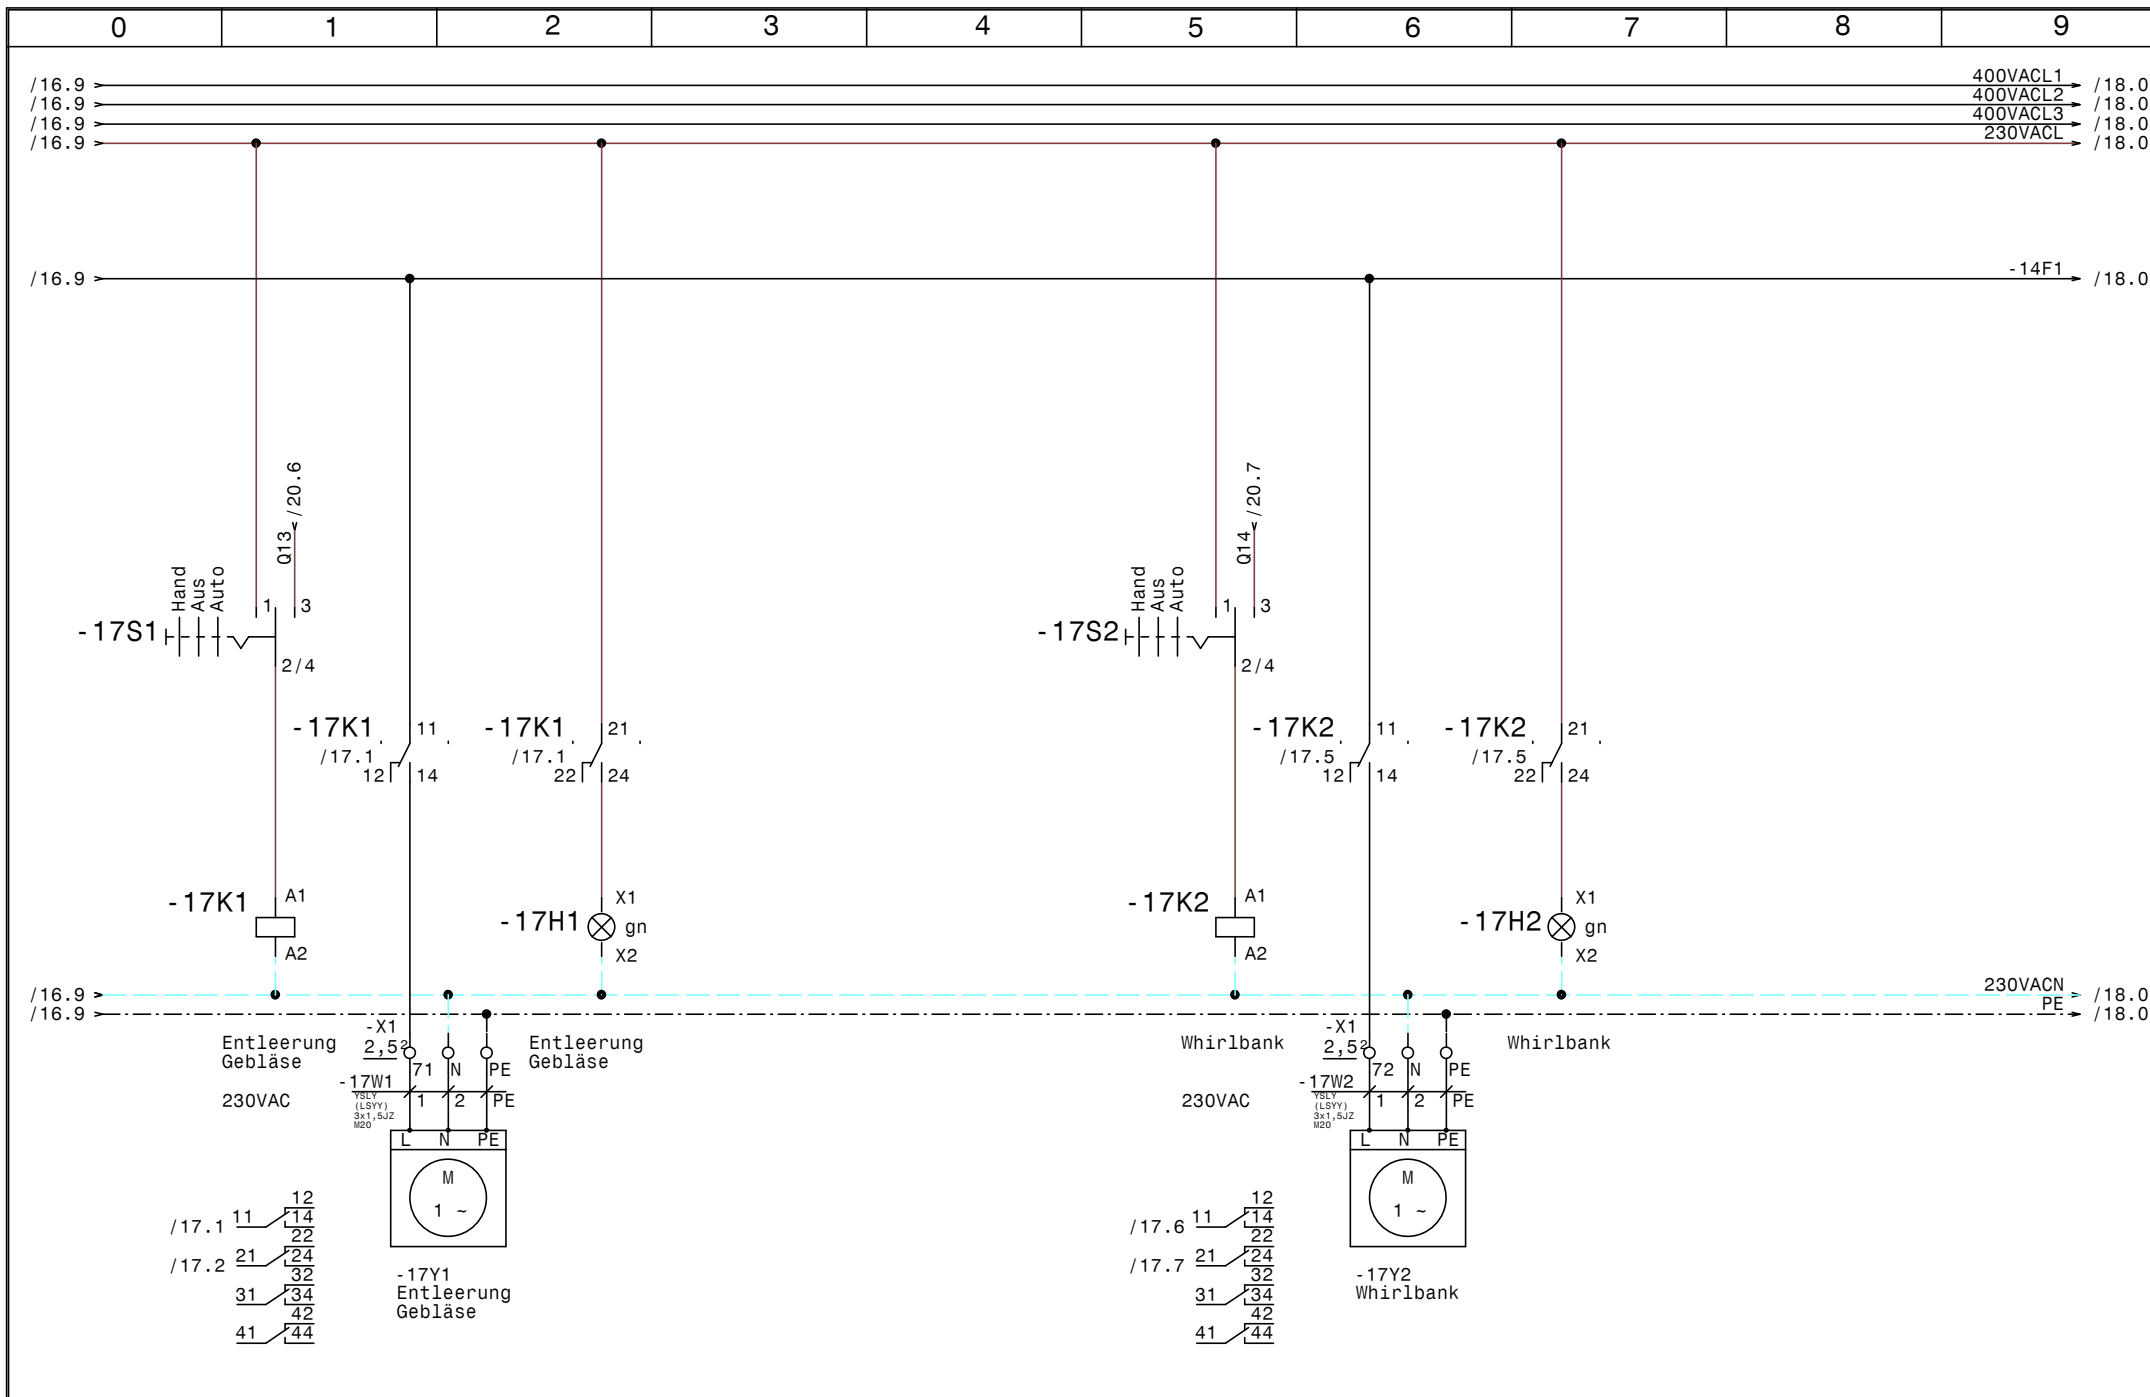 0 1 2 3 4 5 6 7 8 9
/16.9 400VACL1 /18.0
/16.9 400VACL2 /18.0
/16.9 400VACL3 /18.0
/16.9 230VACL /18.0
/16.9 -14F1 /18.0
/20.6 /20.7
Q13 Q14
Hand Aus Auto Hand Aus Auto
1 3 1 3
-17S1 -17S2
2/4 2/4
-17K1 11 -17K1 21 -17K2 11 -17K2 21
/17.1 /17.1 /17.5 /17.5
12 14 22 24 12 14 22 24
A1 X1 A1 X1
-17K1 -17H1 gn -17K2 -17H2 gn
A2 X2 A2 X2
/16.9 230VACN /18.0
/16.9 PE /18.0
Entleerung -X1 Entleerung Whirlbank -X1 Whirlbank
Gebläse 2,5² Gebläse 2,5²
71 N PE 72 N PE
-17W1 -17W2
230VAC 1 2 PE 230VAC 1 2 PE
YSLY YSLY
(LSYY) (LSYY)
3x1,5JZ 3x1,5JZ
M20 M20
L N PE L N PE
M M
1 ~ 1 ~
12 12
/17.1 11 14 /17.6 11 14
22 22
/17.2 21 24 /17.7 21 24
32 32
31 34 31 34
42 42
41 44 41 44
-17Y1 -17Y2
Entleerung Whirlbank
Gebläse